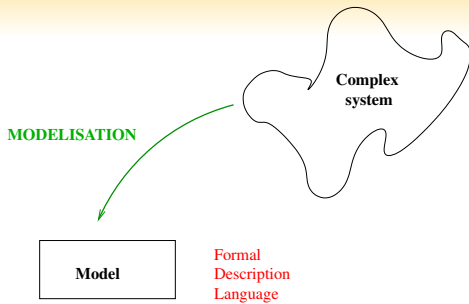 Complex
system
MODELISATION
Model
Formal
Description
Language